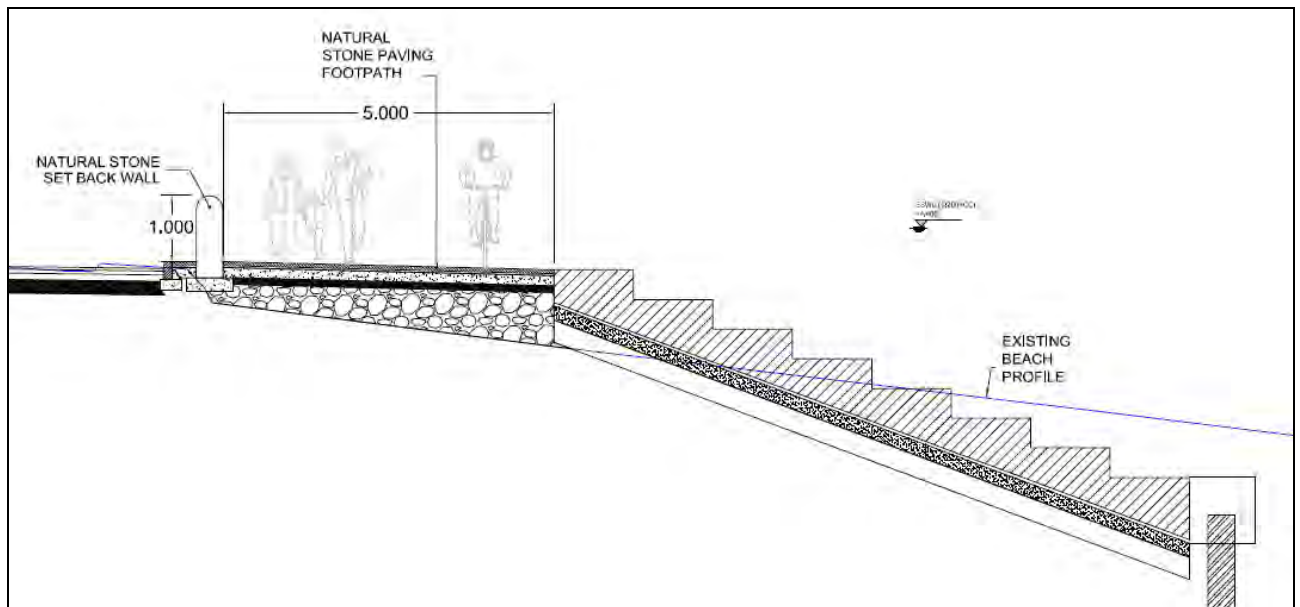 NATURAL
STONE PAVING
FOOTPATH
5.000
NATURAL STONE
SET BACK WALL
1.000
EXISTING
BEACH
PROFILE